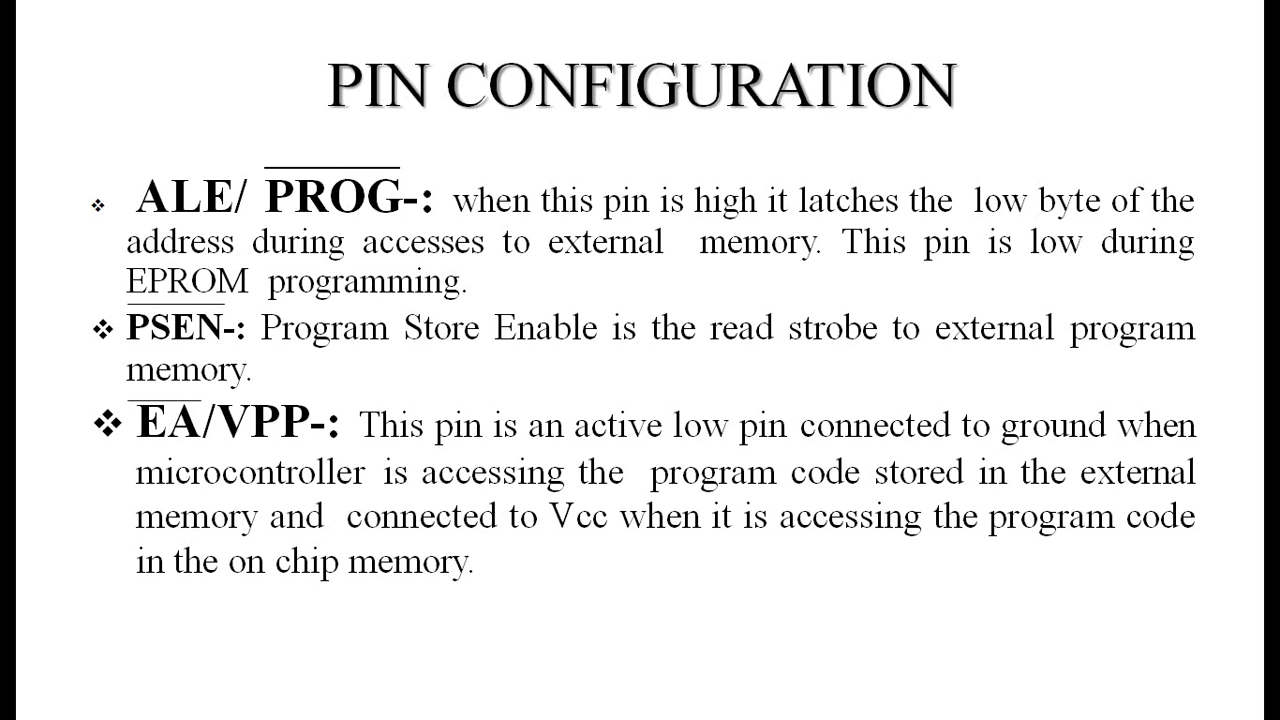 PIN CONFIGURATION
❖ ALE/ P̅R̅O̅G̅-: when this pin is high it latches the low byte of the
address during accesses to external memory. This pin is low during
EPROM programming.
❖ P̅S̅E̅N̅-: Program Store Enable is the read strobe to external program
memory.
❖ E̅A̅/VPP-: This pin is an active low pin connected to ground when
microcontroller is accessing the program code stored in the external
memory and connected to Vcc when it is accessing the program code
in the on chip memory.